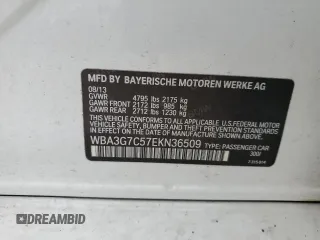 MFD BY BAYERISCHE MOTOREN WERKE AG
08/13
GVWR 4795 lbs 2175 kg
GAWR FRONT 2172 lbs 985 kg
GAWR REAR 2712 lbs 1230 kg
THIS VEHICLE CONFORMS TO ALL APPLICABLE U.S. FEDERAL MOTOR
VEHICLE SAFETY, BUMPER, AND THEFT PREVENTION STANDARDS IN
EFFECT ON THE DATE OF MANUFACTURE SHOWN ABOVE.
WBA3G7C57EKN36509 TYPE: PASSENGER CAR
DREAMBID